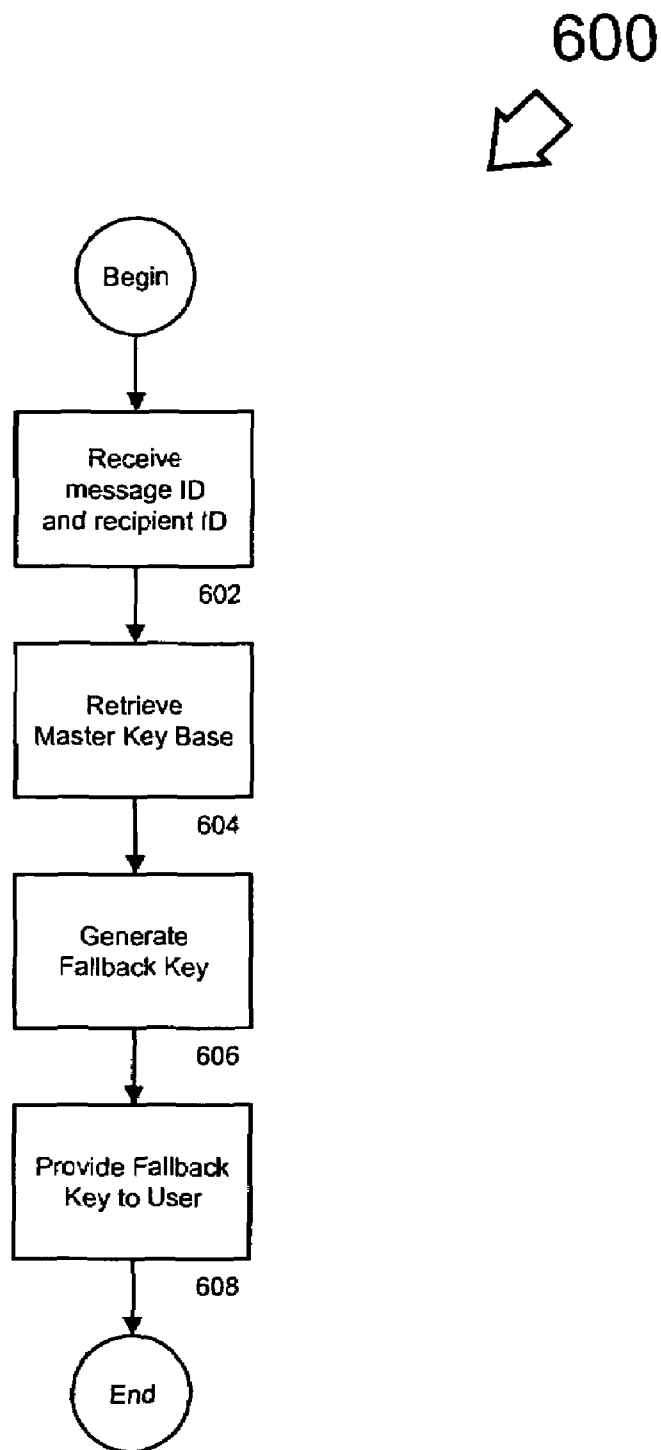 600
Begin
Receive
message ID
and recipient ID
602
Retrieve
Master Key Base
604
Generate
Fallback Key
606
Provide Fallback
Key to User
608
End